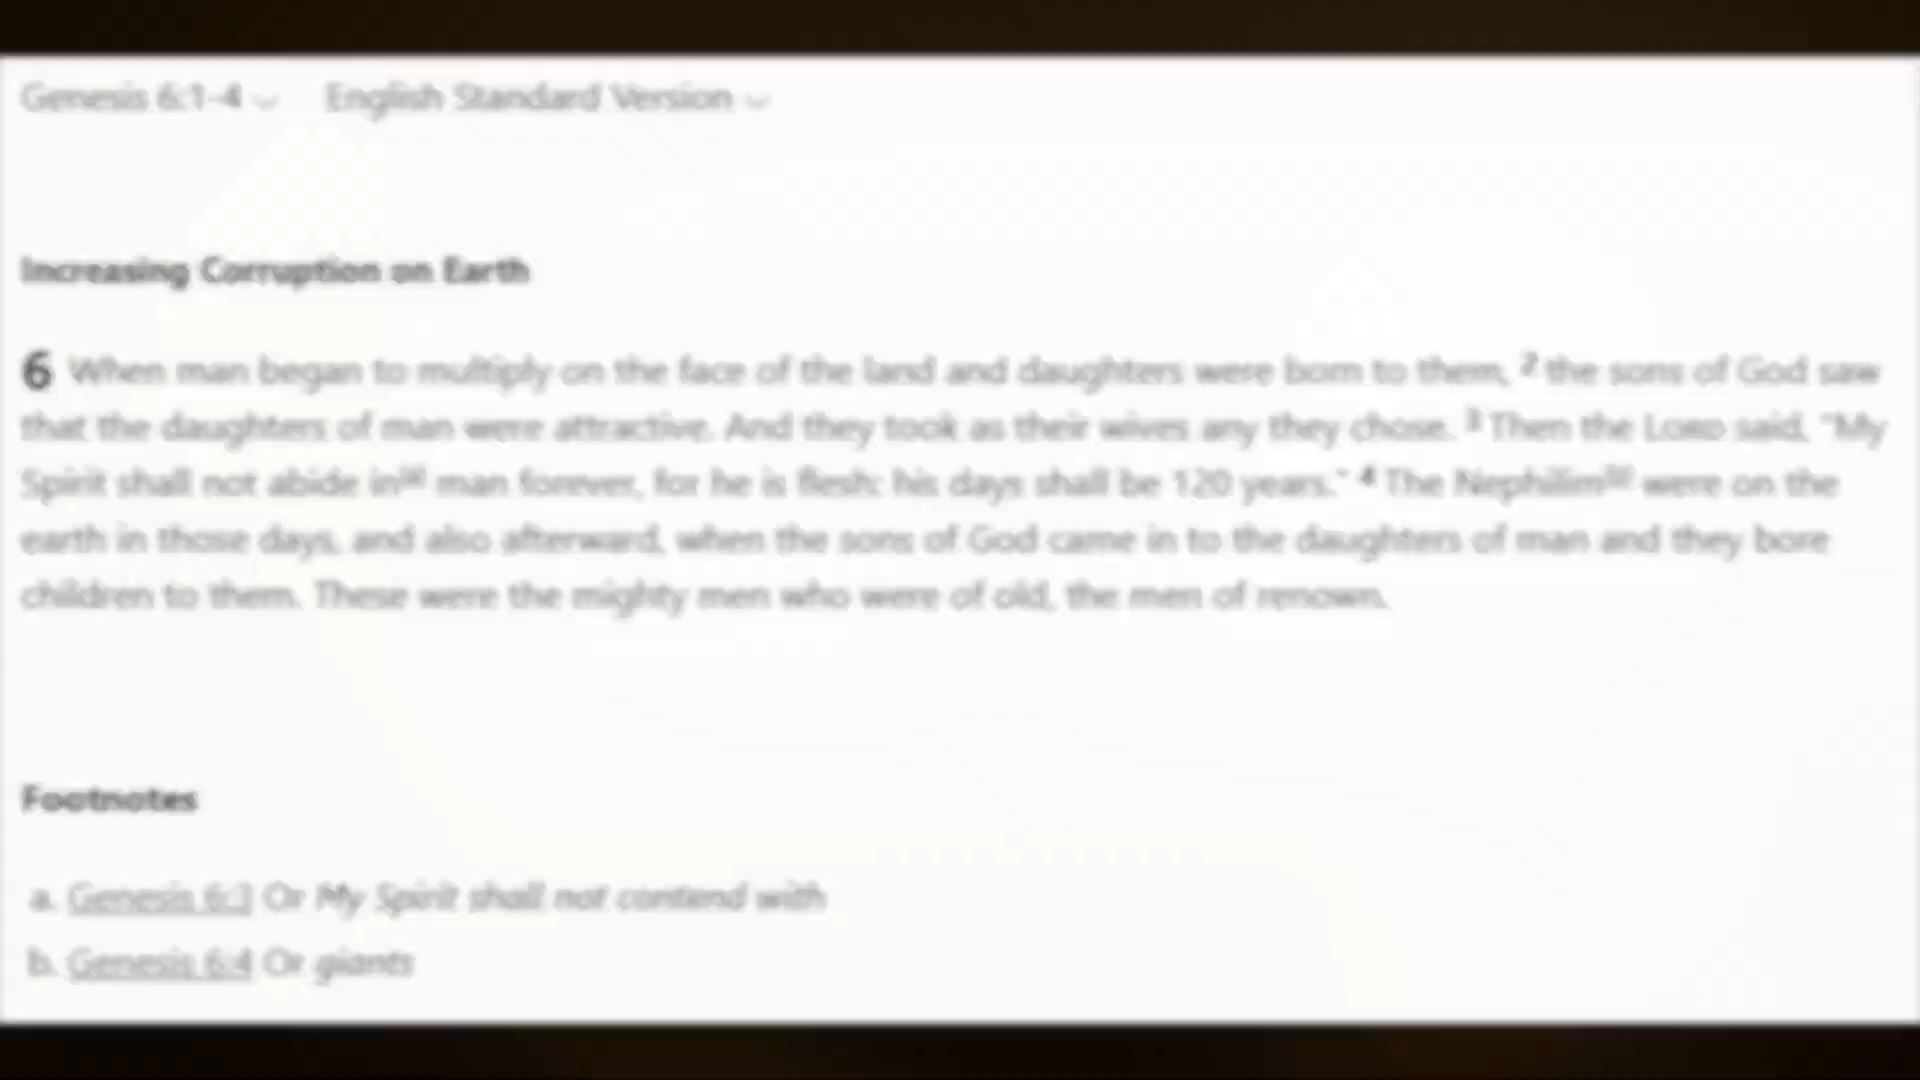 Genesis 6:1-4 English Standard Version
Increasing Corruption on Earth
6 When man began to multiply on the face of the land and daughters were born to them, 2 the sons of God saw
that the daughters of man were attractive. And they took as their wives any they chose. 3 Then the LORD said, "My
Spirit shall not abide in[a] man forever, for he is flesh: his days shall be 120 years." 4 The Nephilim[b] were on the
earth in those days, and also afterward, when the sons of God came in to the daughters of man and they bore
children to them. These were the mighty men who were of old, the men of renown.
Footnotes
a. Genesis 6:3 Or My Spirit shall not contend with
b. Genesis 6:4 Or giants